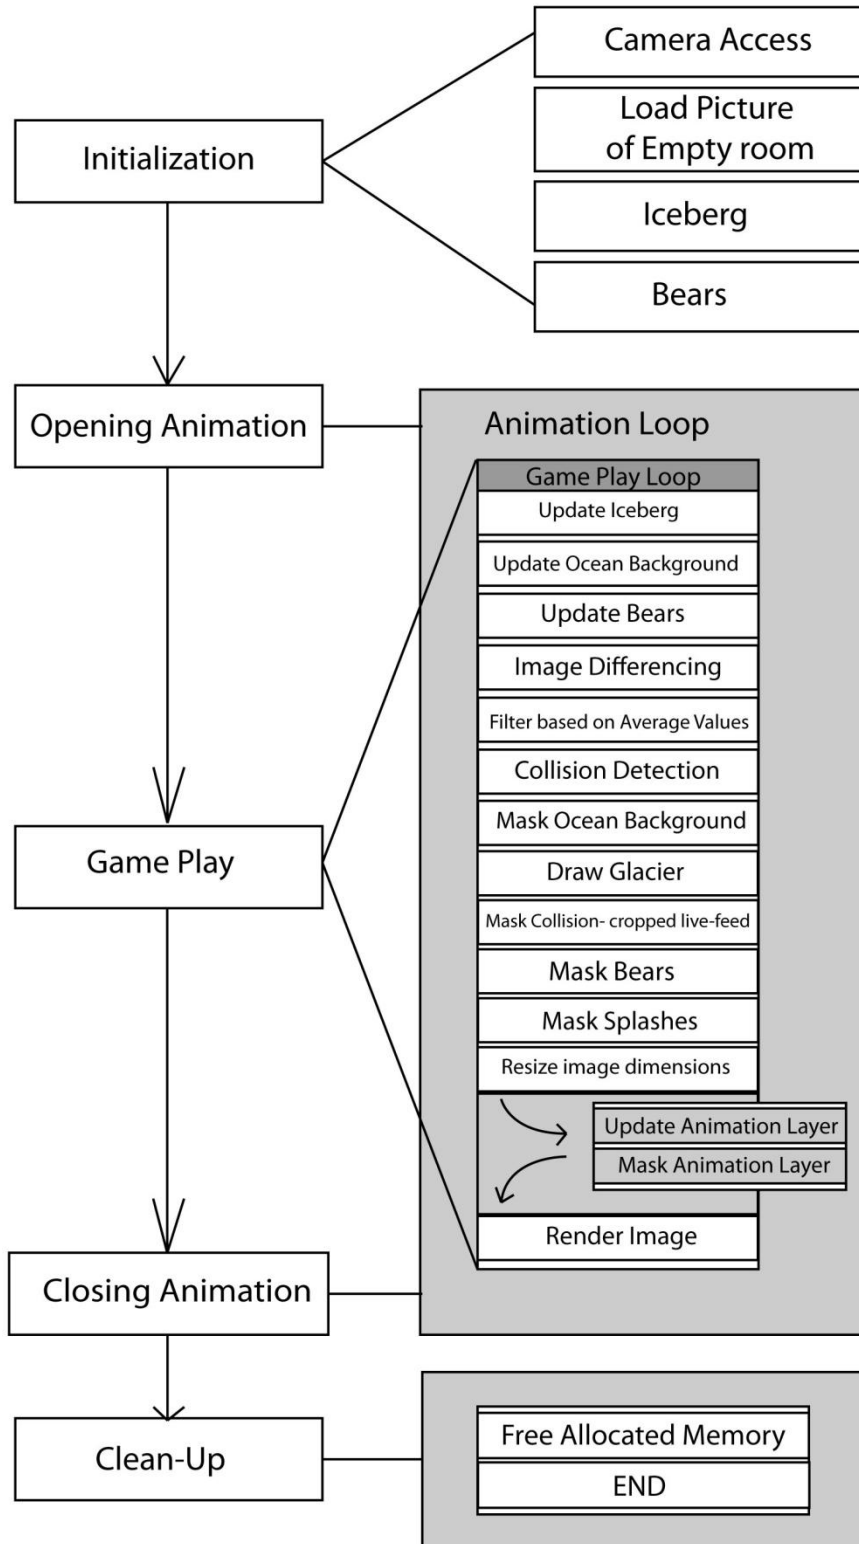 Camera Access
Load Picture
of Empty room
Iceberg
Bears
Initialization
Opening Animation
Animation Loop
Game Play Loop
Update Iceberg
Update Ocean Background
Update Bears
Image Differencing
Filter based on Average Values
Collision Detection
Mask Ocean Background
Draw Glacier
Mask Collision- cropped live-feed
Mask Bears
Mask Splashes
Resize image dimensions
Update Animation Layer
Mask Animation Layer
Render Image
Game Play
Closing Animation
Clean-Up
Free Allocated Memory
END